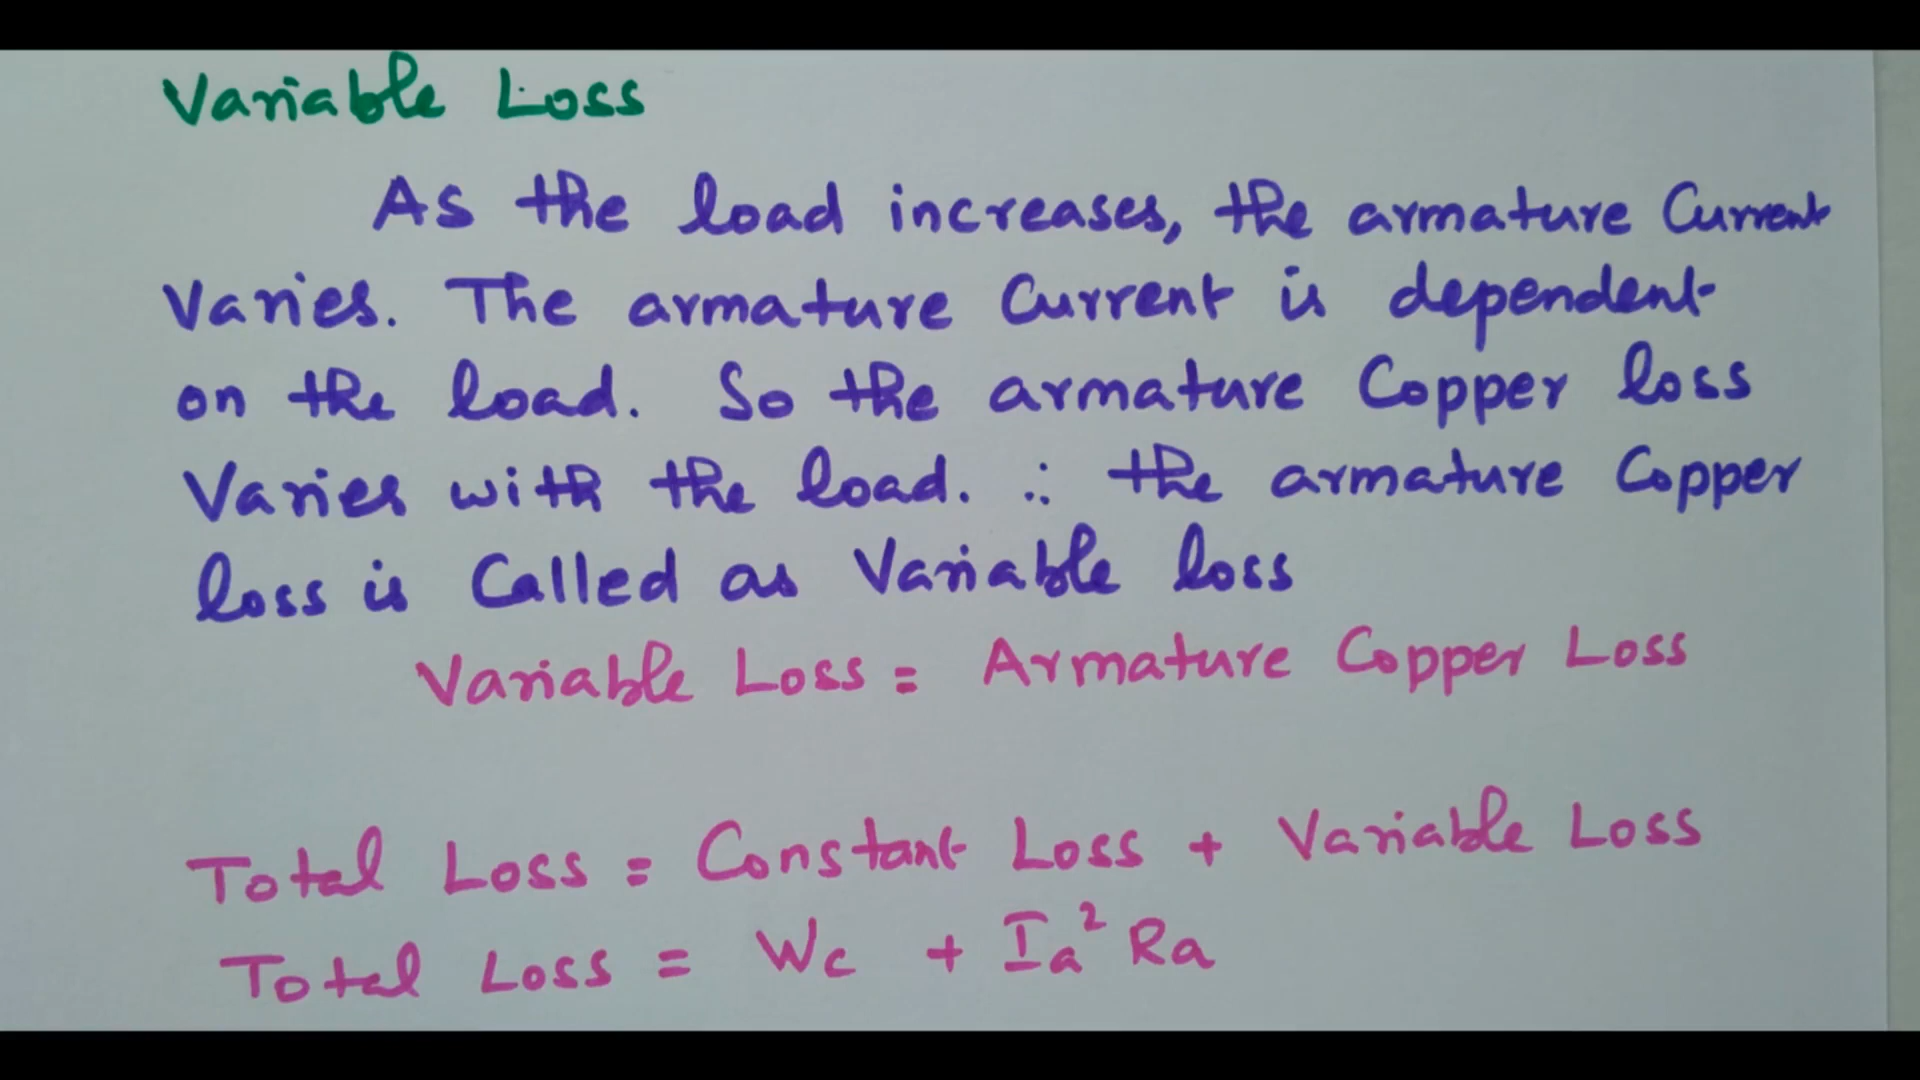 Variable Loss
As the load increases, the armature Current
Varies. The armature Current is dependent
on the load. So the armature Copper loss
Varies with the load. ∴ the armature Copper
loss is Called as Variable loss
Variable Loss = Armature Copper Loss
Total Loss = Constant Loss + Variable Loss
Total Loss = Wc + Ia² Ra